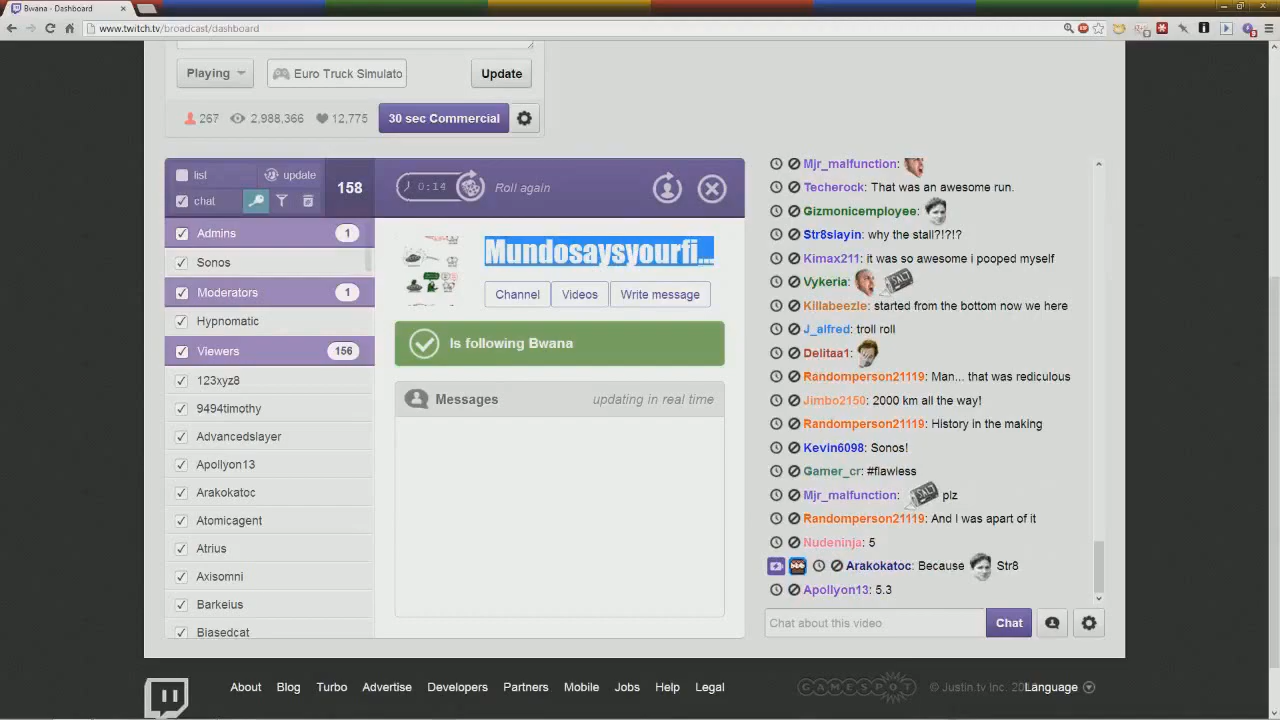 Bwana - Dashboard
www.twitch.tv/broadcast/dashboard
Playing
Euro Truck Simulato
Update
267 2,988,366 12,775
30 sec Commercial
list
update
chat
158
0:14
Roll again
Admins 1
Sonos
Moderators 1
Hypnomatic
Viewers 156
123xyz8
9494timothy
Advancedslayer
Apollyon13
Arakokatoc
Atomicagent
Atrius
Axisomni
Barkeius
Biasedcat
Mundosaysyourfi...
Channel
Videos
Write message
Is following Bwana
Messages
updating in real time
Mjr_malfunction:
Techerock: That was an awesome run.
Gizmonicemployee:
Str8slayin: why the stall?!?!?
Kimax211: it was so awesome i pooped myself
Vykeria:
Killabeezle: started from the bottom now we here
J_alfred: troll roll
Delitaa1:
Randomperson21119: Man... that was rediculous
Jimbo2150: 2000 km all the way!
Randomperson21119: History in the making
Kevin6098: Sonos!
Gamer_cr: #flawless
Mjr_malfunction: SALT plz
Randomperson21119: And I was apart of it
Nudeninja: 5
Arakokatoc: Because Str8
Apollyon13: 5.3
Chat about this video
Chat
About Blog Turbo Advertise Developers Partners Mobile Jobs Help Legal
GAMESPOT
© Justin.tv Inc. 20
Language